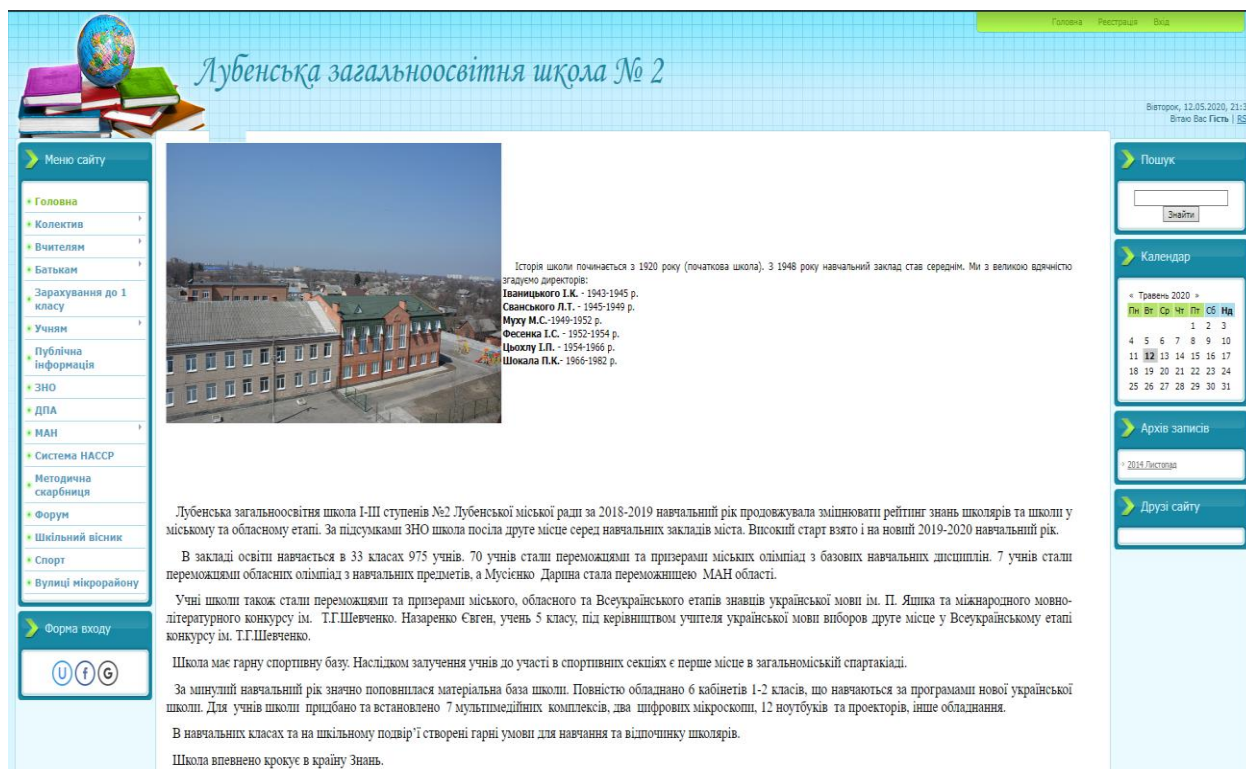 Головна Реєстрація Вхід
Лубенська загальноосвітня школа № 2
Вівторок, 12.05.2020, 21:3
Вітаю Вас Гість | RS
Меню сайту
Головна
Колектив
Вчителям
Батькам
Зарахування до 1
класу
Учням
Публічна
інформація
ЗНО
ДПА
МАН
Система НАССР
Методична
скарбниця
Форум
Шкільний вісник
Спорт
Вулиці мікрорайону
Форма входу
U f G
Історія школи починається з 1920 року (початкова школа). З 1948 року навчальний заклад став середнім. Ми з великою вдячністю
згадуємо директорів:
Іваницького І.К. - 1943-1945 р.
Сванського Л.Т. - 1945-1949 р.
Муху М.С.-1949-1952 р.
Фесенка І.С. - 1952-1954 р.
Цьохлу І.П. - 1954-1966 р.
Шокала П.К.- 1966-1982 р.
Лубенська загальноосвітня школа І-ІІІ ступенів №2 Лубенської міської ради за 2018-2019 навчальний рік продовжувала зміцнювати рейтинг знань школярів та школи у
міському та обласному етапі. За підсумками ЗНО школа посіла друге місце серед навчальних закладів міста. Високий старт взято і на новий 2019-2020 навчальний рік.
В закладі освіти навчається в 33 класах 975 учнів. 70 учнів стали переможцями та призерами міських олімпіад з базових навчальних дисциплін. 7 учнів стали
переможцями обласних олімпіад з навчальних предметів, а Мусієнко Дарина стала переможницею МАН області.
Учні школи також стали переможцями та призерами міського, обласного та Всеукраїнського етапів знавців української мови ім. П. Яцика та міжнародного мовно-
літературного конкурсу ім. Т.Г.Шевченко. Назаренко Євген, учень 5 класу, під керівництвом учителя української мови виборов друге місце у Всеукраїнському етапі
конкурсу ім. Т.Г.Шевченко.
Школа має гарну спортивну базу. Наслідком залучення учнів до участі в спортивних секціях є перше місце в загальноміській спартакіаді.
За минулий навчальний рік значно поповнилася матеріальна база школи. Повністю обладнано 6 кабінетів 1-2 класів, що навчаються за програмами нової української
школи. Для учнів школи придбано та встановлено 7 мультимедійних комплексів, два цифрових мікроскопи, 12 ноутбуків та проекторів, інше обладнання.
В навчальних класах та на шкільному подвір’ї створені гарні умови для навчання та відпочинку школярів.
Школа впевнено крокує в країну Знань.
Пошук
Знайти
Календар
« Травень 2020 »
Пн Вт Ср Чт Пт Сб Нд
1 2 3
4 5 6 7 8 9 10
11 12 13 14 15 16 17
18 19 20 21 22 23 24
25 26 27 28 29 30 31
Архів записів
2014 Листопад
Друзі сайту